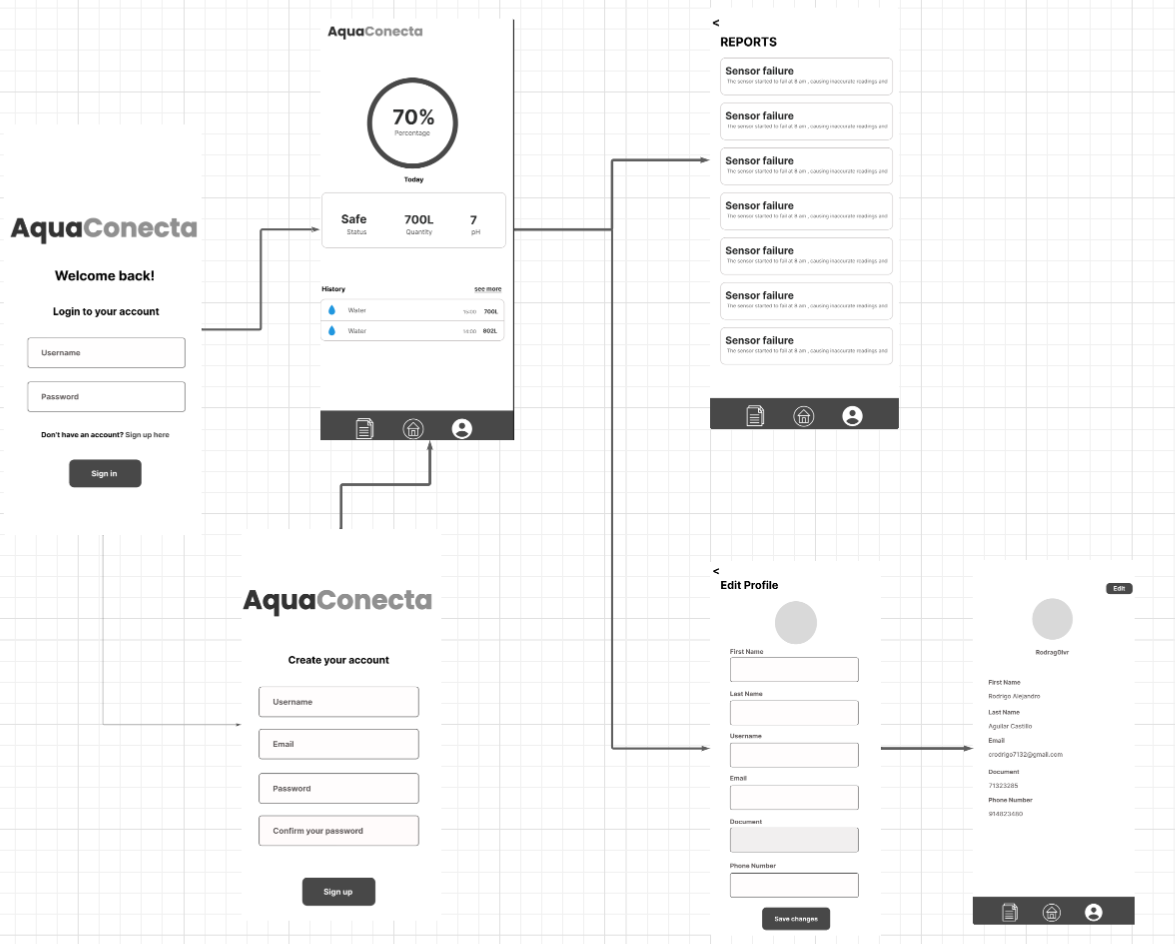 AquaConecta
Welcome back!
Login to your account
Username
Password
Don't have an account? Sign up here
Sign in
AquaConecta
70%
Percentage
Today
Safe 700L 7
Status Quantity pH
History see more
Water 16:00 700L
Water 14:00 802L
AquaConecta
Create your account
Username
Email
Password
Confirm your password
Sign up
<
REPORTS
Sensor failure
The sensor started to fail at 8 am , causing inaccurate readings and
Sensor failure
The sensor started to fail at 8 am , causing inaccurate readings and
Sensor failure
The sensor started to fail at 8 am , causing inaccurate readings and
Sensor failure
The sensor started to fail at 8 am , causing inaccurate readings and
Sensor failure
The sensor started to fail at 8 am , causing inaccurate readings and
Sensor failure
The sensor started to fail at 8 am , causing inaccurate readings and
Sensor failure
The sensor started to fail at 8 am , causing inaccurate readings and
<
Edit Profile
First Name
Last Name
Username
Email
Document
Phone Number
Save changes
Edit
RodragOlvr
First Name
Rodrigo Alejandro
Last Name
Aguilar Castillo
Email
crodrigo7132@gmail.com
Document
71323285
Phone Number
914823480